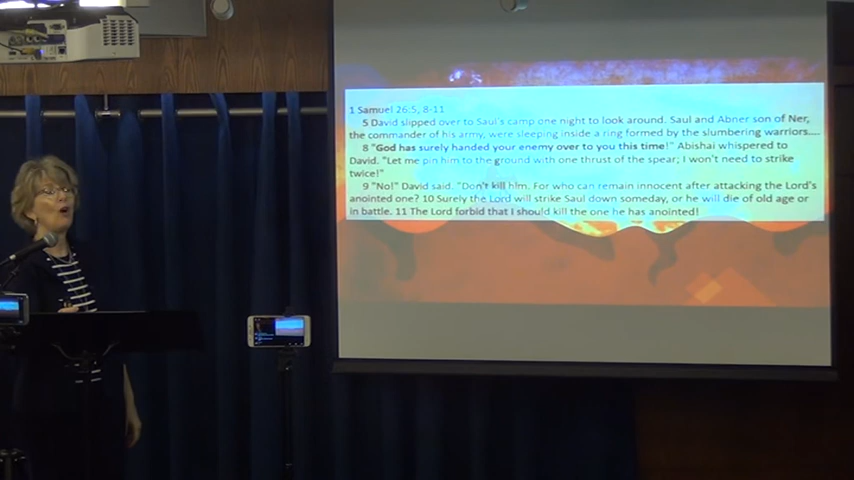 1 Samuel 26:5, 8-11
5 David slipped over to Saul's camp one night to look around. Saul and Abner son of Ner,
the commander of his army, were sleeping inside a ring formed by the slumbering warriors....
8 "God has surely handed your enemy over to you this time!" Abishai whispered to
David. "Let me pin him to the ground with one thrust of the spear; I won't need to strike
twice!"
9 "No!" David said. "Don't kill him. For who can remain innocent after attacking the Lord's
anointed one? 10 Surely the Lord will strike Saul down someday, or he will die of old age or
in battle. 11 The Lord forbid that I should kill the one he has anointed!